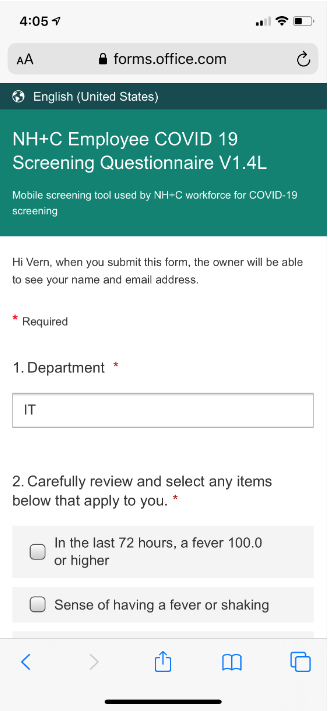 4:05
AA forms.office.com
English (United States)
NH+C Employee COVID 19
Screening Questionnaire V1.4L
Mobile screening tool used by NH+C workforce for COVID-19
screening
Hi Vern, when you submit this form, the owner will be able
to see your name and email address.
* Required
1. Department *
IT
2. Carefully review and select any items
below that apply to you. *
In the last 72 hours, a fever 100.0
or higher
Sense of having a fever or shaking